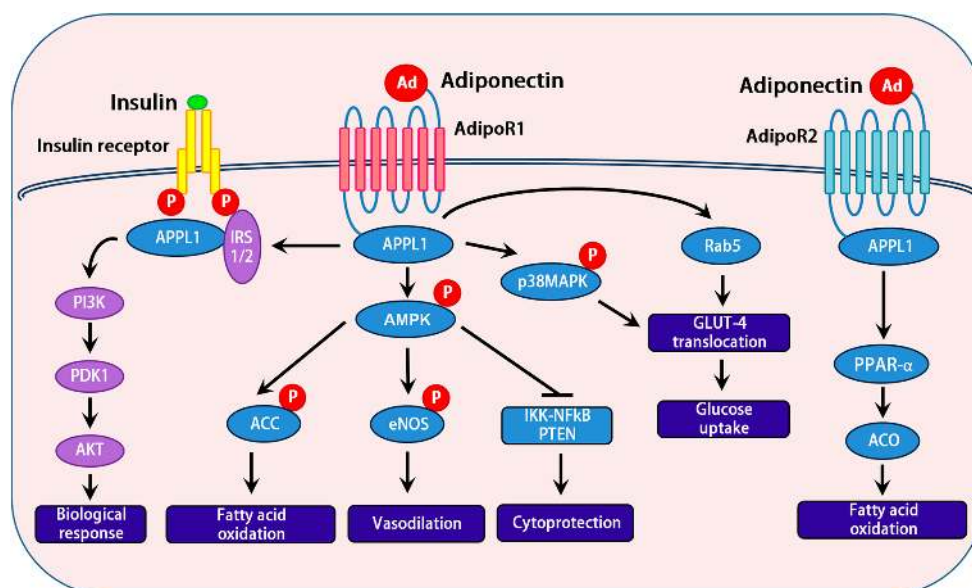 Insulin
Insulin receptor
P
P
APPL1
IRS
1/2
PI3K
PDK1
AKT
Biological
response
Ad
Adiponectin
AdipoR1
APPL1
P
AMPK
P
ACC
Fatty acid
oxidation
P
eNOS
Vasodilation
IKK-NFkB
PTEN
Cytoprotection
P
p38MAPK
Rab5
GLUT-4
translocation
Glucose
uptake
Adiponectin
Ad
AdipoR2
APPL1
PPAR-α
ACO
Fatty acid
oxidation